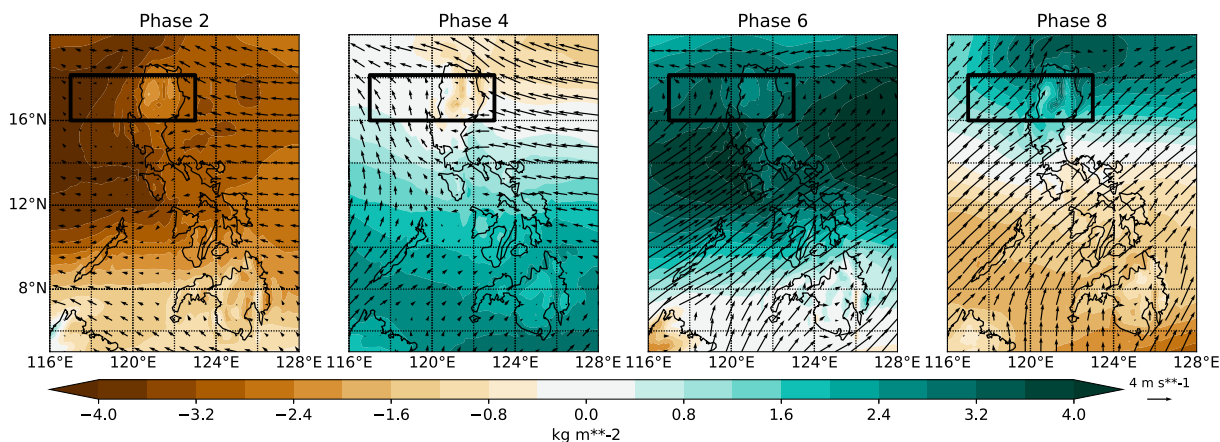 Phase 2 Phase 4 Phase 6 Phase 8
16°N
12°N
8°N
116°E 120°E 124°E 128°E 116°E 120°E 124°E 128°E 116°E 120°E 124°E 128°E 116°E 120°E 124°E 128°E
−4.0 −3.2 −2.4 −1.6 −0.8 0.0 0.8 1.6 2.4 3.2 4.0
4 m s**-1
kg m**-2